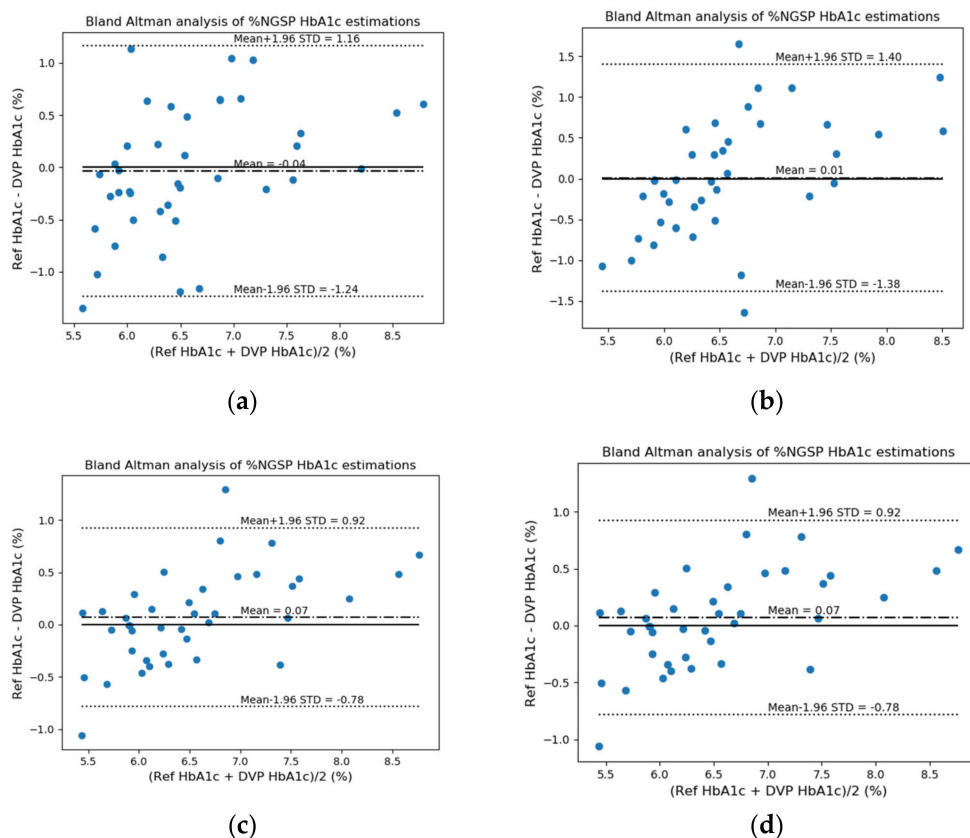 Bland Altman analysis of %NGSP HbA1c estimations
Mean+1.96 STD = 1.16
1.0
0.5
Mean = -0.04
0.0
-0.5
-1.0
Mean-1.96 STD = -1.24
5.5 6.0 6.5 7.0 7.5 8.0 8.5
Ref HbA1c - DVP HbA1c (%)
(Ref HbA1c + DVP HbA1c)/2 (%)
(a)
Bland Altman analysis of %NGSP HbA1c estimations
1.5
Mean+1.96 STD = 1.40
1.0
0.5
Mean = 0.01
0.0
-0.5
-1.0
Mean-1.96 STD = -1.38
-1.5
5.5 6.0 6.5 7.0 7.5 8.0 8.5
Ref HbA1c - DVP HbA1c (%)
(Ref HbA1c + DVP HbA1c)/2 (%)
(b)
Bland Altman analysis of %NGSP HbA1c estimations
1.0
Mean+1.96 STD = 0.92
0.5
Mean = 0.07
0.0
-0.5
Mean-1.96 STD = -0.78
-1.0
5.5 6.0 6.5 7.0 7.5 8.0 8.5
Ref HbA1c - DVP HbA1c (%)
(Ref HbA1c + DVP HbA1c)/2 (%)
(c)
Bland Altman analysis of %NGSP HbA1c estimations
1.0
Mean+1.96 STD = 0.92
0.5
Mean = 0.07
0.0
-0.5
Mean-1.96 STD = -0.78
-1.0
5.5 6.0 6.5 7.0 7.5 8.0 8.5
Ref HbA1c - DVP HbA1c (%)
(Ref HbA1c + DVP HbA1c)/2 (%)
(d)